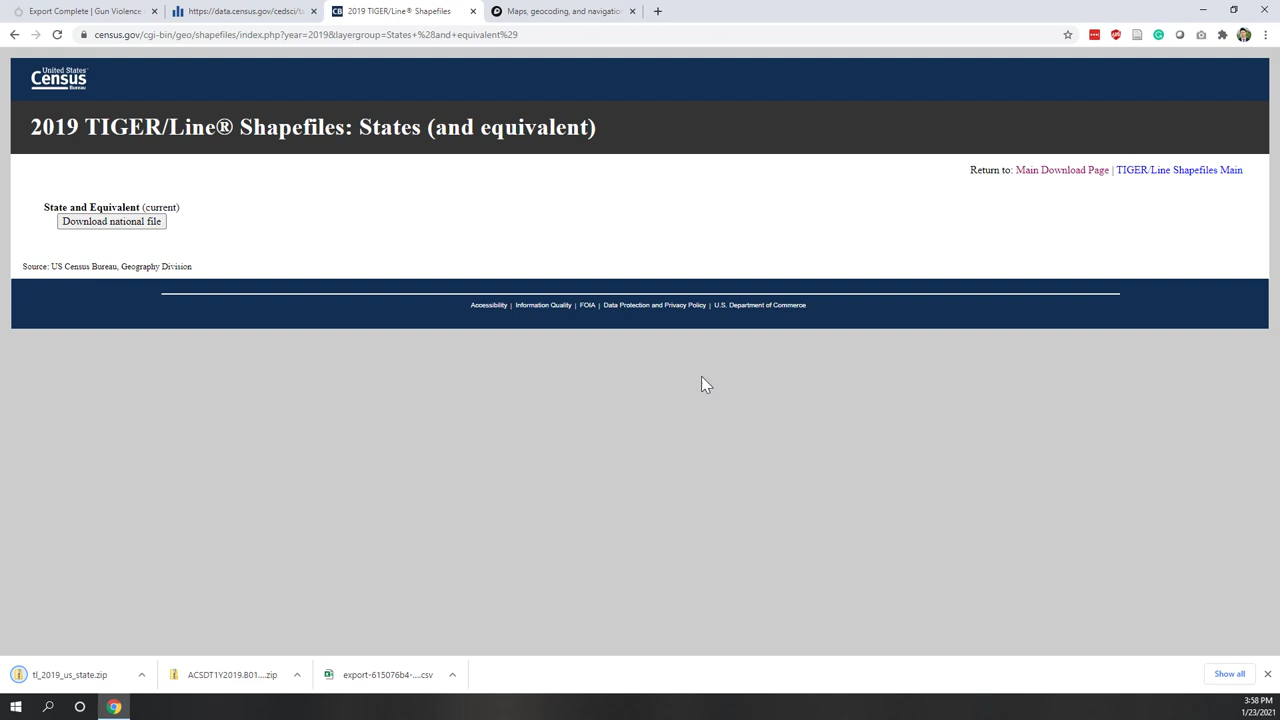 Export Complete | Gun Violence
https://data.census.gov/cedsci/ta
CB 2019 TIGER/Line® Shapefiles
Maps, geocoding, and navigation
census.gov/cgi-bin/geo/shapefiles/index.php?year=2019&layergroup=States+%28and+equivalent%29
United States®
Census
Bureau
2019 TIGER/Line® Shapefiles: States (and equivalent)
Return to: Main Download Page | TIGER/Line Shapefiles Main
State and Equivalent (current)
Download national file
Source: US Census Bureau, Geography Division
Accessibility | Information Quality | FOIA | Data Protection and Privacy Policy | U.S. Department of Commerce
tl_2019_us_state.zip
ACSDT1Y2019.B01....zip
export-615076b4-....csv
Show all
3:58 PM
1/23/2021